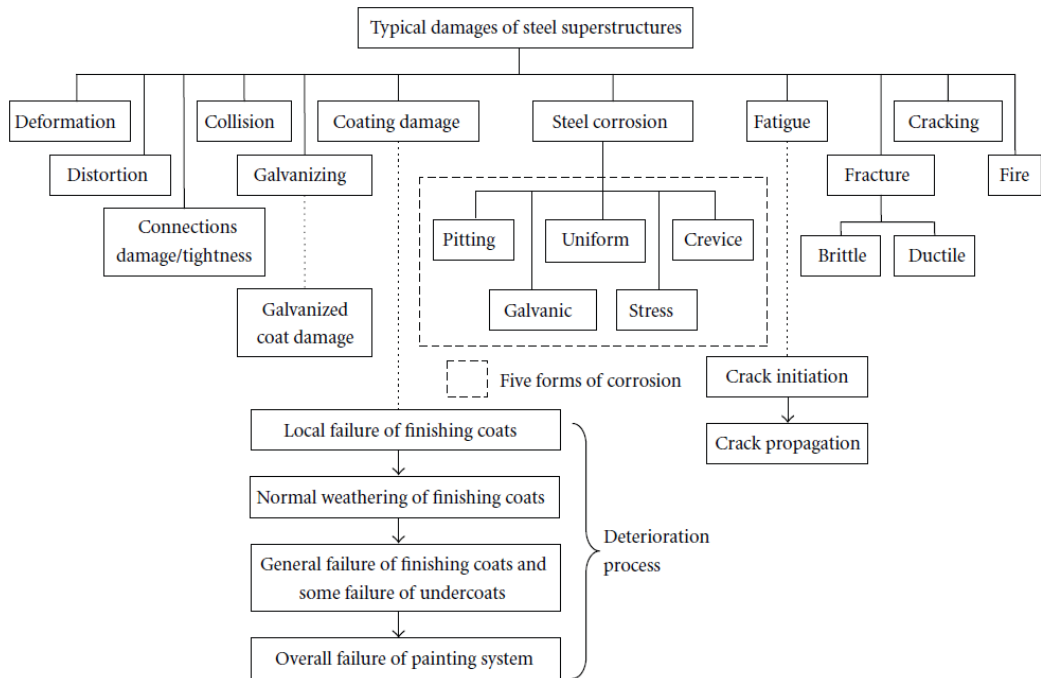 Typical damages of steel superstructures
Deformation
Collision
Coating damage
Steel corrosion
Fatigue
Cracking
Distortion
Galvanizing
Fracture
Fire
Connections
damage/tightness
Pitting
Uniform
Crevice
Brittle
Ductile
Galvanized
coat damage
Galvanic
Stress
Five forms of corrosion
Crack initiation
Crack propagation
Local failure of finishing coats
Normal weathering of finishing coats
General failure of finishing coats and
some failure of undercoats
Overall failure of painting system
Deterioration
process